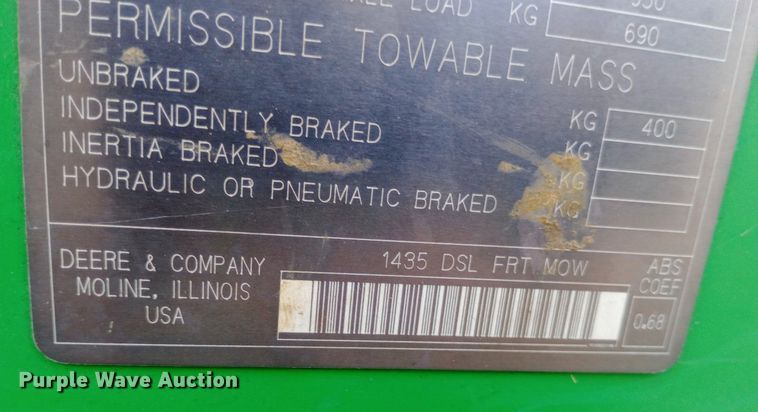 LOAD KG
690
PERMISSIBLE TOWABLE MASS
UNBRAKED KG 400
INDEPENDENTLY BRAKED KG
INERTIA BRAKED KG
HYDRAULIC OR PNEUMATIC BRAKED KG
DEERE & COMPANY
MOLINE, ILLINOIS
USA
1435 DSL FRT MOW
ABS
COEF
0.68
Purple Wave Auction